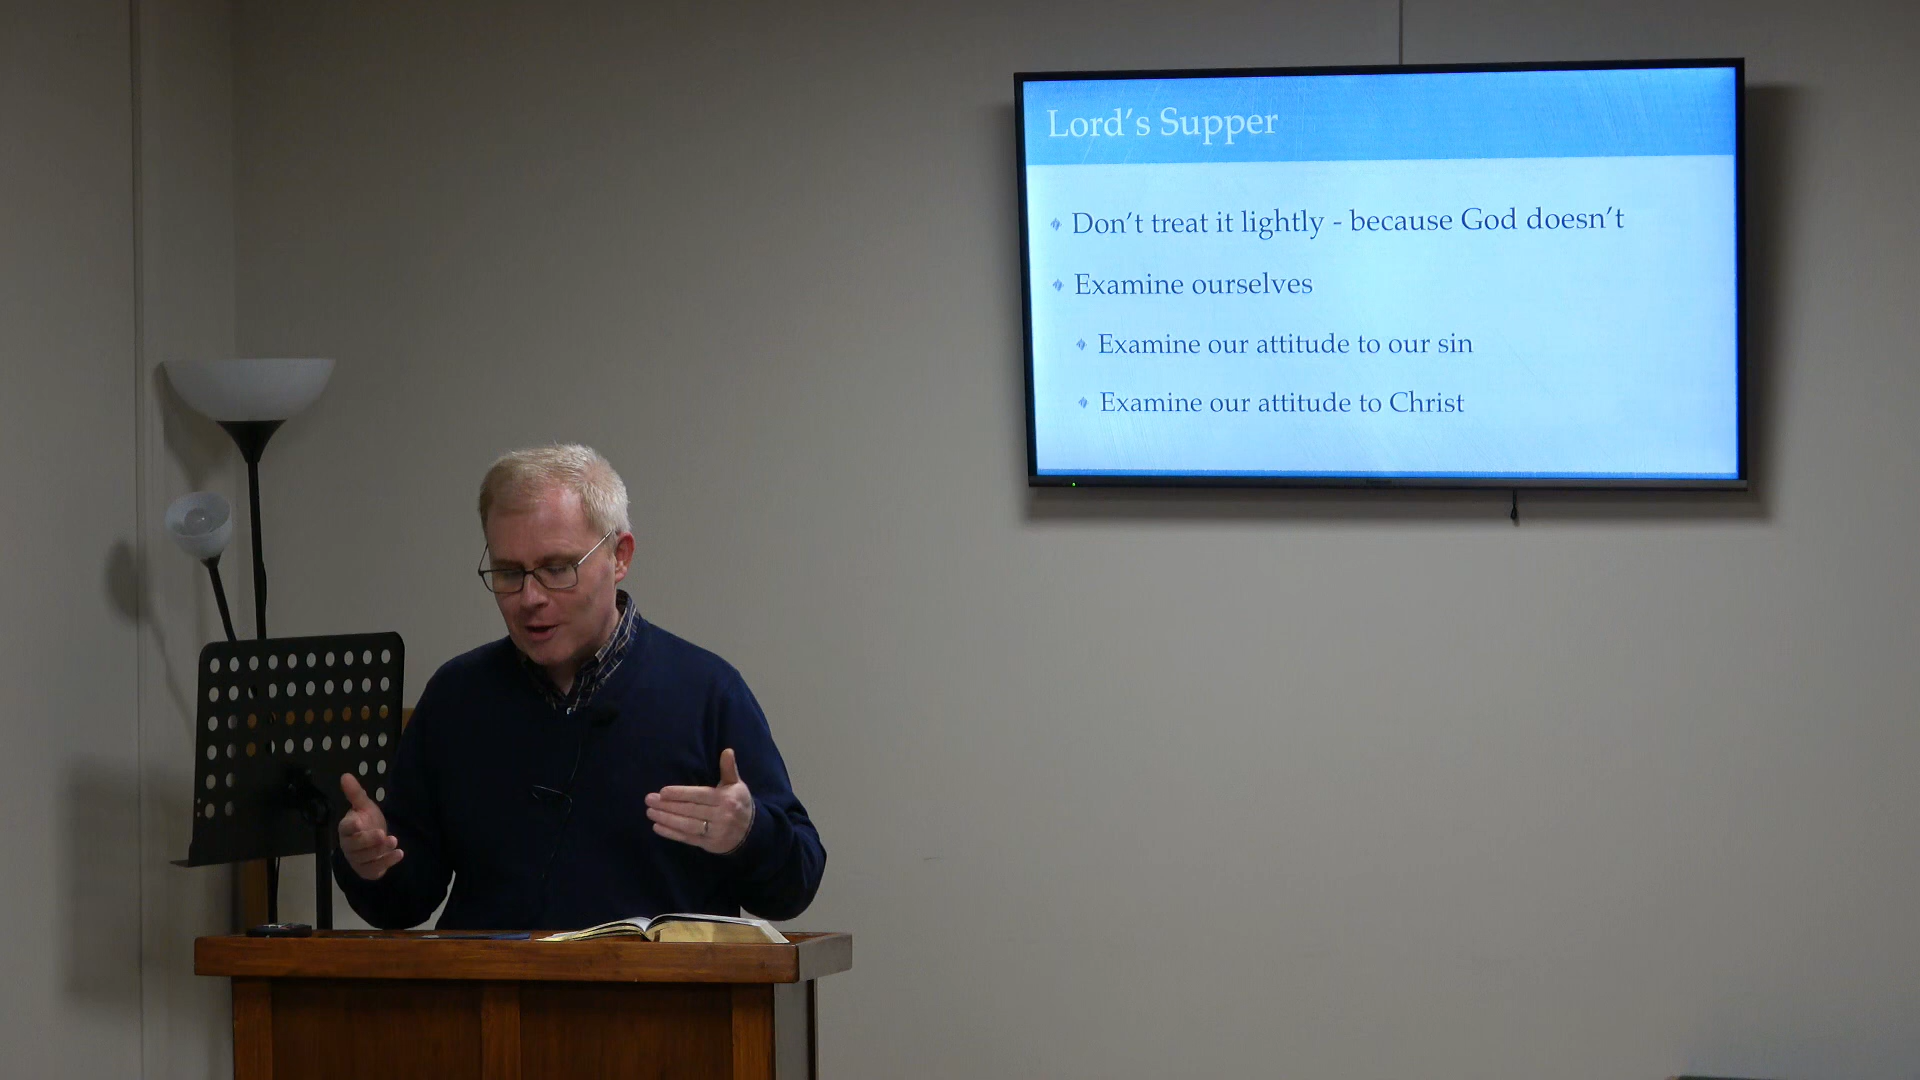 Lord’s Supper
Don’t treat it lightly - because God doesn’t
Examine ourselves
Examine our attitude to our sin
Examine our attitude to Christ